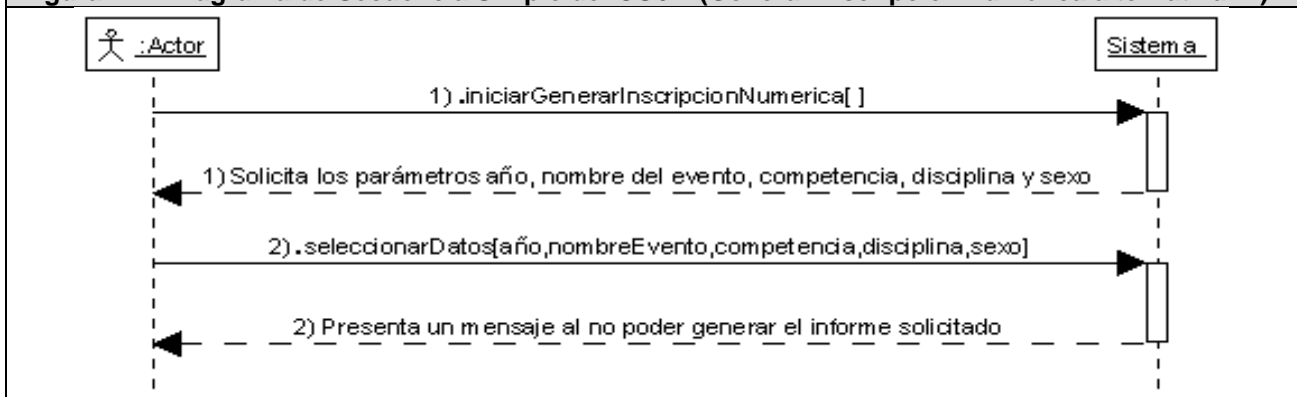 :Actor
Sistema
1) .iniciarGenerarInscripcionNumerica[ ]
1) Solicita los parámetros año, nombre del evento, competencia, disciplina y sexo
2) .seleccionarDatos[año,nombreEvento,competencia,disciplina,sexo]
2) Presenta un mensaje al no poder generar el informe solicitado